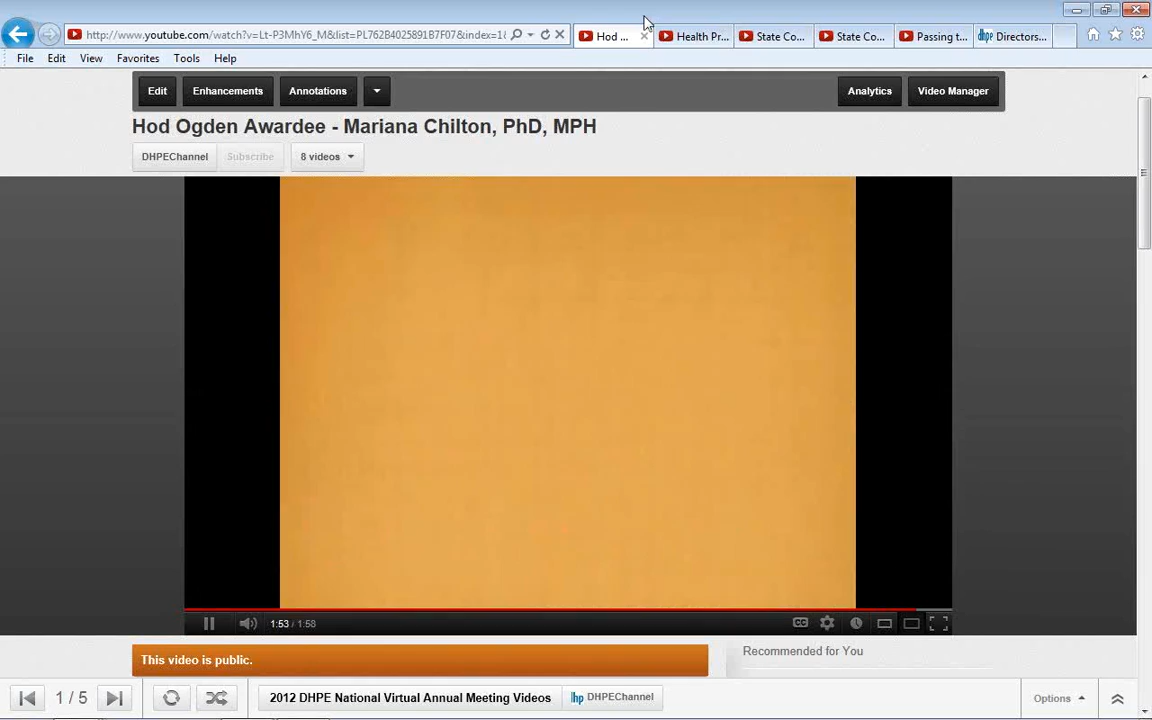 http://www.youtube.com/watch?v=Lt-P3MhY6_M&list=PL762B4025891B7F07&index=1&
Hod ...
Health Pr...
State Co...
State Co...
Passing t...
dhpe Directors...
File Edit View Favorites Tools Help
Edit Enhancements Annotations Analytics Video Manager
Hod Ogden Awardee - Mariana Chilton, PhD, MPH
DHPEChannel Subscribe 8 videos
1:53 / 1:58 CC
This video is public.
Recommended for You
1 / 5 2012 DHPE National Virtual Annual Meeting Videos DHPEChannel Options